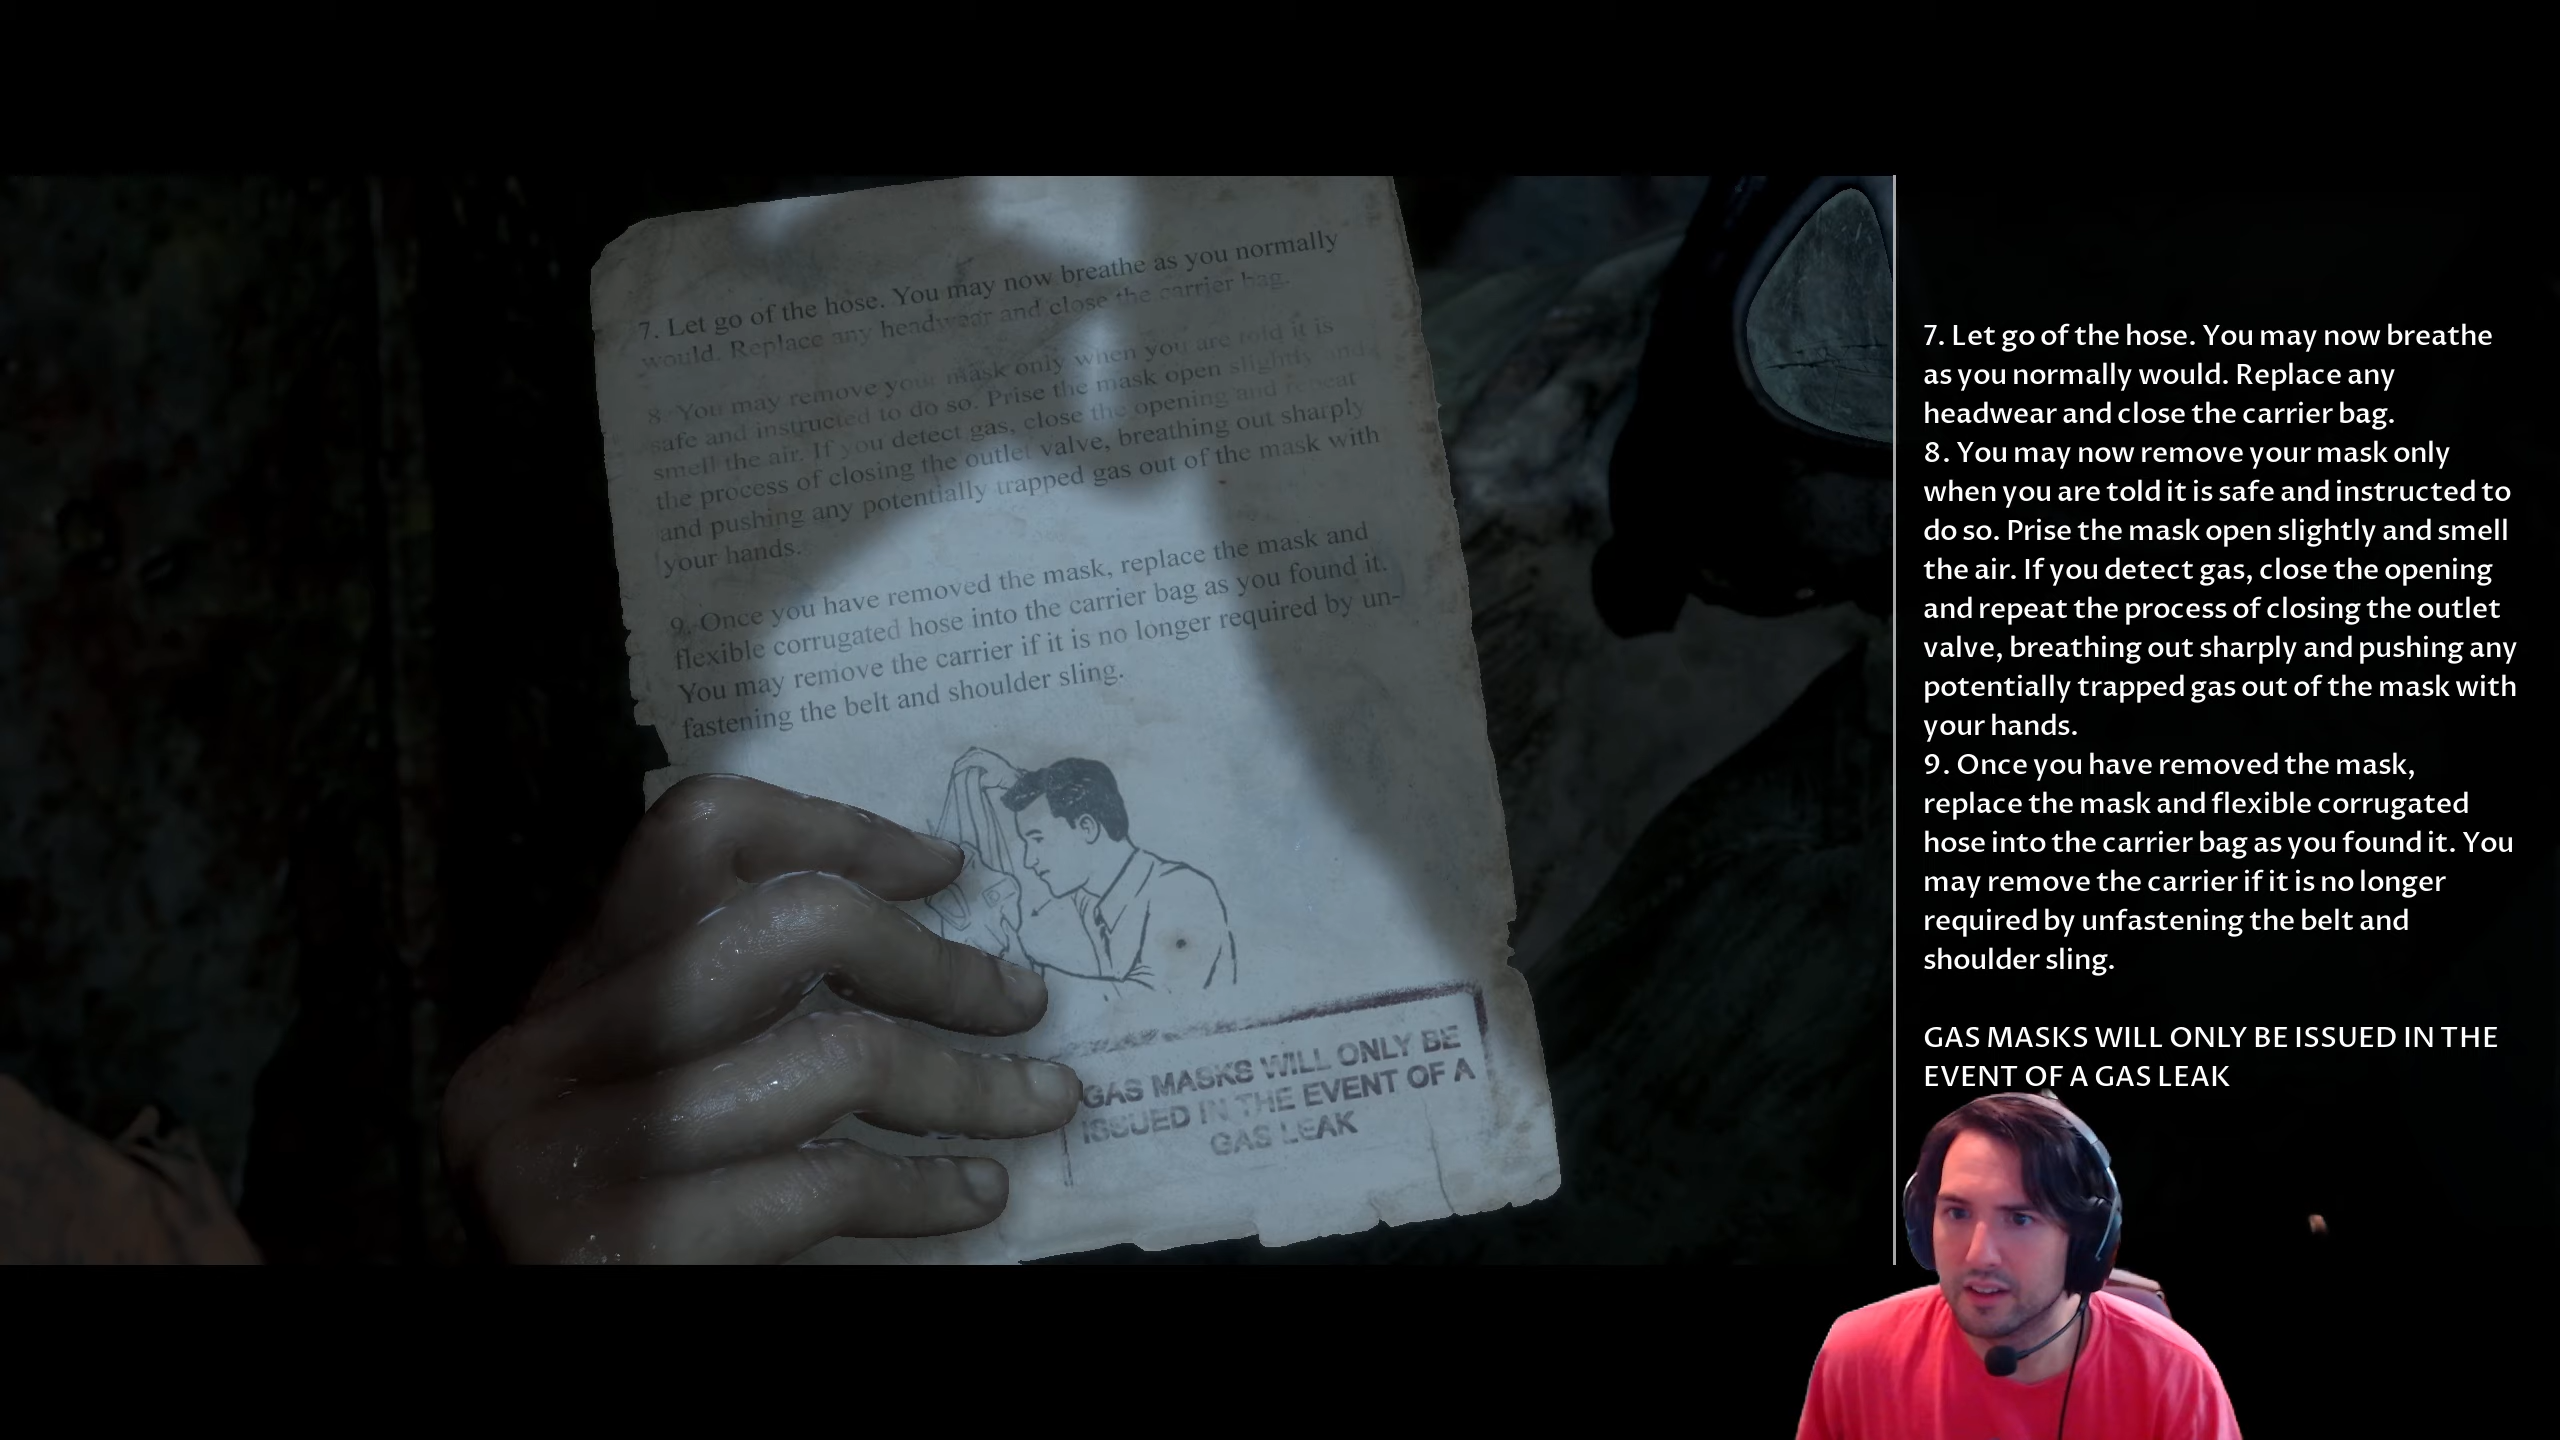 7. Let go of the hose. You may now breathe as you normally
would. Replace any headwear and close the carrier bag.
8. You may remove your mask only when you are told it is
safe and instructed to do so. Prise the mask open slightly and
smell the air. If you detect gas, close the opening and repeat
the process of closing the outlet valve, breathing out sharply
and pushing any potentially trapped gas out of the mask with
your hands.
9. Once you have removed the mask, replace the mask and
flexible corrugated hose into the carrier bag as you found it.
You may remove the carrier if it is no longer required by un-
fastening the belt and shoulder sling.
GAS MASKS WILL ONLY BE
ISSUED IN THE EVENT OF A
GAS LEAK
7. Let go of the hose. You may now breathe
as you normally would. Replace any
headwear and close the carrier bag.
8. You may now remove your mask only
when you are told it is safe and instructed to
do so. Prise the mask open slightly and smell
the air. If you detect gas, close the opening
and repeat the process of closing the outlet
valve, breathing out sharply and pushing any
potentially trapped gas out of the mask with
your hands.
9. Once you have removed the mask,
replace the mask and flexible corrugated
hose into the carrier bag as you found it. You
may remove the carrier if it is no longer
required by unfastening the belt and
shoulder sling.
GAS MASKS WILL ONLY BE ISSUED IN THE
EVENT OF A GAS LEAK